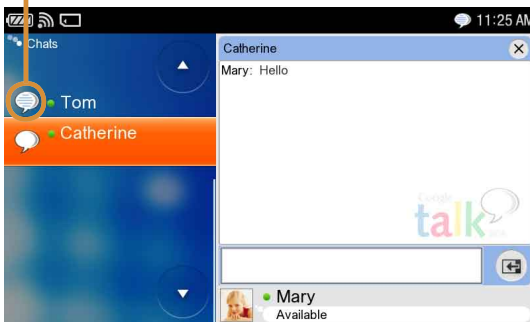 11:25 AM
Chats
Tom
Catherine
Catherine
Mary: Hello
Google
talk
Mary
Available